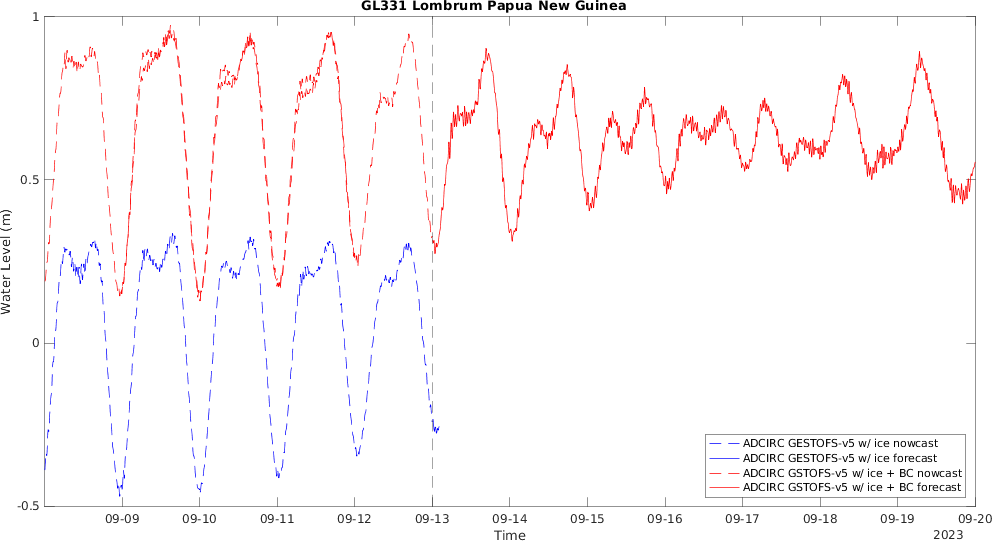 GL331 Lombrum Papua New Guinea
1
0.5
0
-0.5
Water Level (m)
ADCIRC GESTOFS-v5 w/ ice nowcast
ADCIRC GESTOFS-v5 w/ ice forecast
ADCIRC GSTOFS-v5 w/ ice + BC nowcast
ADCIRC GSTOFS-v5 w/ ice + BC forecast
09-09 09-10 09-11 09-12 09-13 09-14 09-15 09-16 09-17 09-18 09-19 09-20
Time
2023